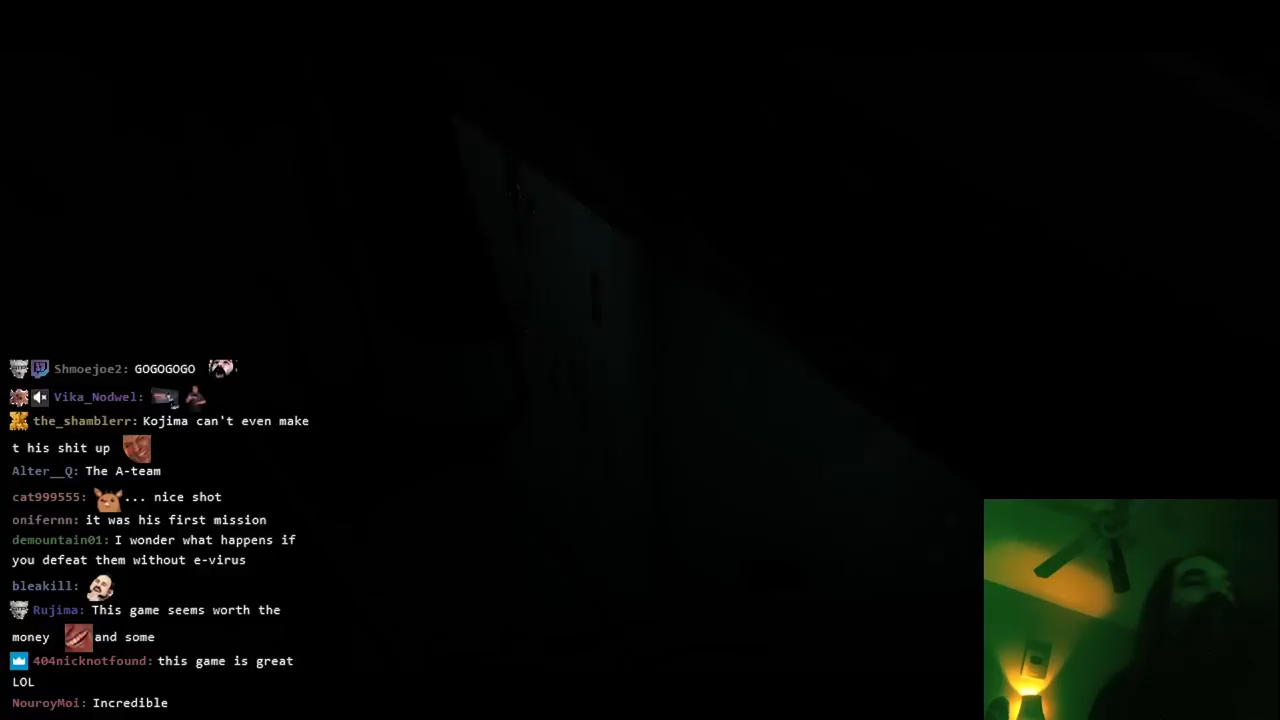 Shmoejoe2: GOGOGOGO
Vika_Nodwel:
the_shamblerr: Kojima can't even make
t his shit up
Alter__Q: The A-team
cat999555: ... nice shot
onifernn: it was his first mission
demountain01: I wonder what happens if
you defeat them without e-virus
bleakill:
Rujima: This game seems worth the
money and some
404nicknotfound: this game is great
LOL
NouroyMoi: Incredible